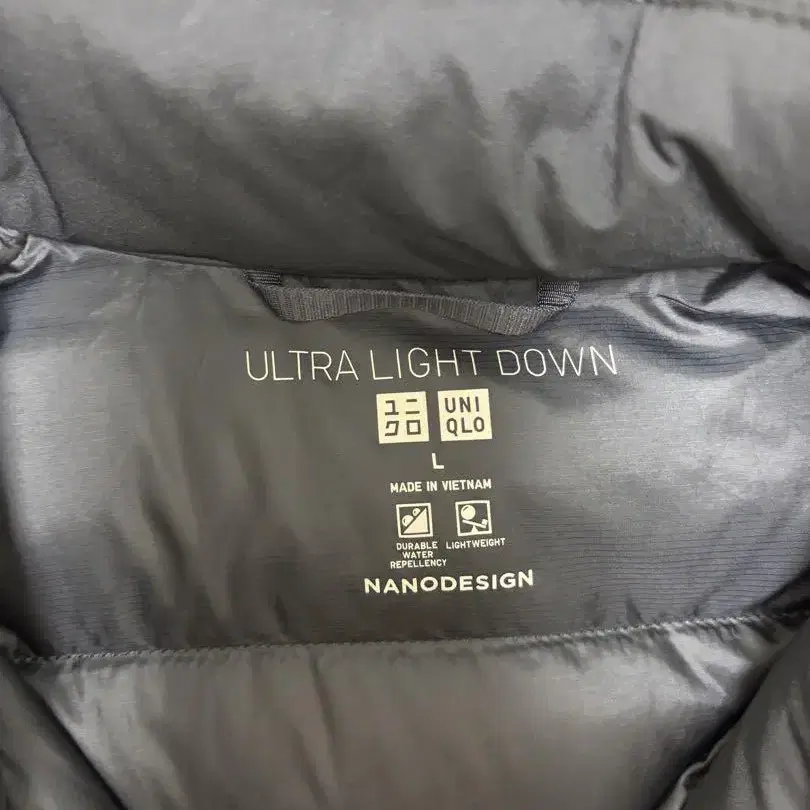 ULTRA LIGHT DOWN
ユニ UNI
クロ QLO
L
MADE IN VIETNAM
DURABLE LIGHTWEIGHT
WATER
REPELLENCY
NANODESIGN